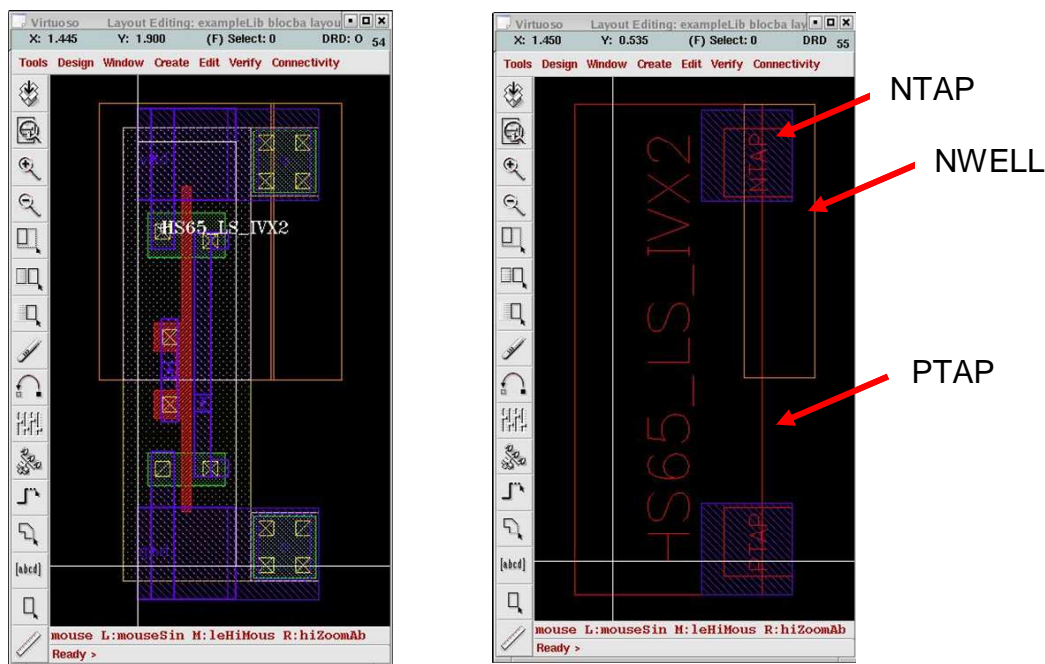 Virtuoso Layout Editing: exampleLib blocba layou
X: 1.445 Y: 1.900 (F) Select: 0 DRD: O 54
Tools Design Window Create Edit Verify Connectivity
HS65_LS_IVX2
[abcd]
mouse L:mouseSin M:leHiMous R:hiZoomAb
Ready >
Virtuoso Layout Editing: exampleLib blocba lay
X: 1.450 Y: 0.535 (F) Select: 0 DRD 55
Tools Design Window Create Edit Verify Connectivity
HS65_LS_IVX2
NTAP
PTAP
[abcd]
mouse L:mouseSin M:leHiMous R:hiZoomAb
Ready >
NTAP
NWELL
PTAP